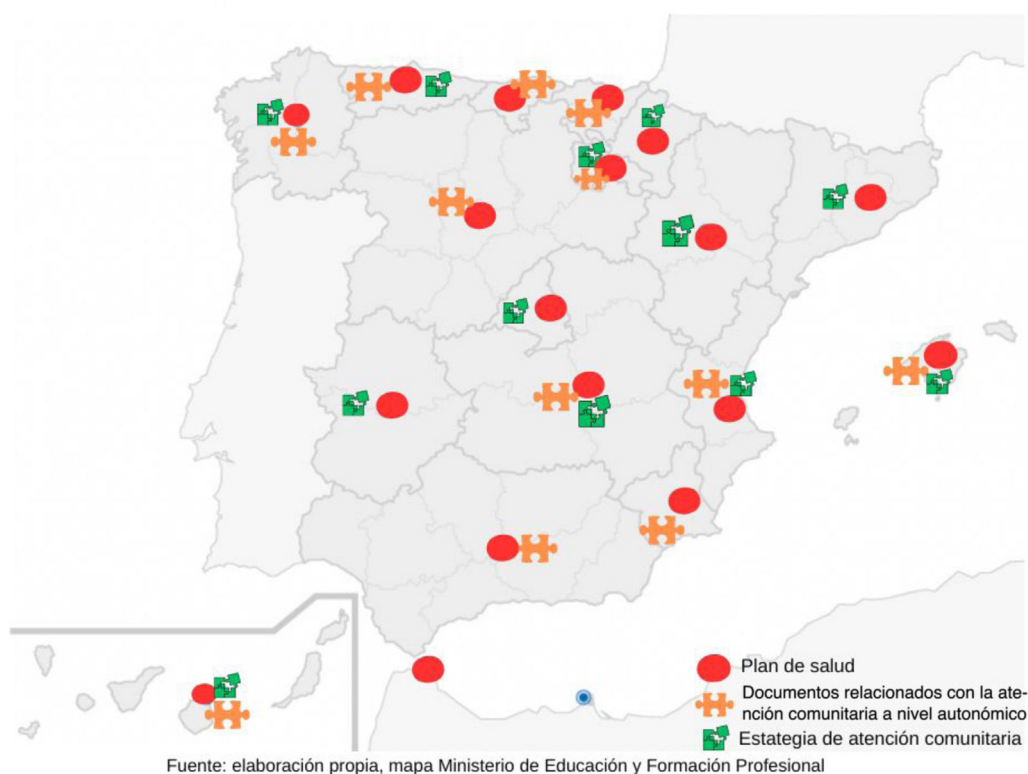 Plan de salud
Documentos relacionados con la ate-
nción comunitaria a nivel autonómico
Estategia de atención comunitaria
Fuente: elaboración propia, mapa Ministerio de Educación y Formación Profesional